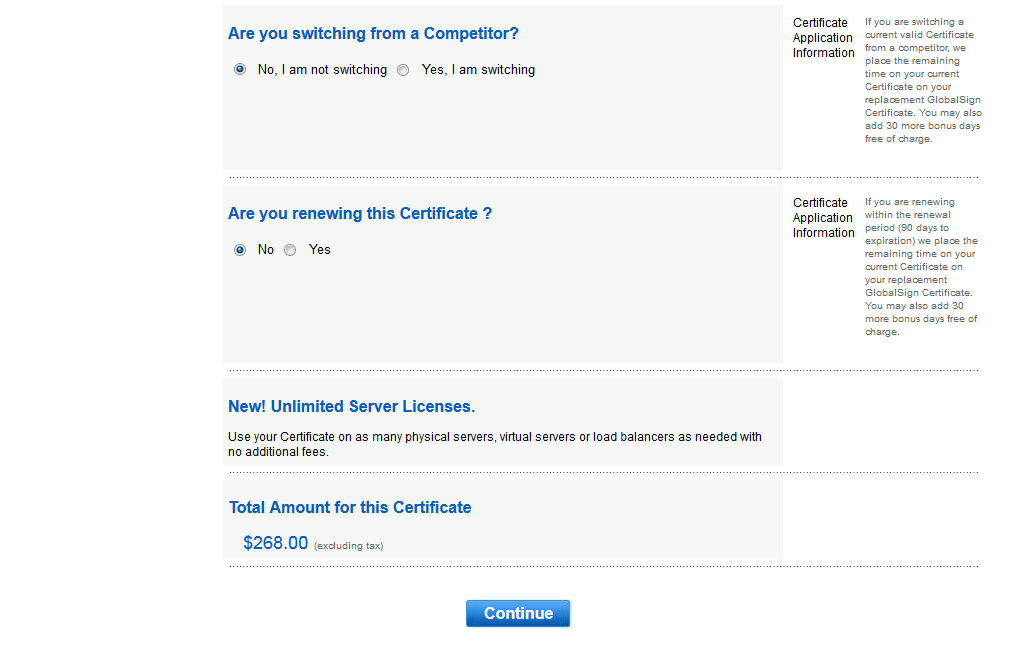 Are you switching from a Competitor?
No, I am not switching
Yes, I am switching
Certificate
Application
Information
If you are switching a
current valid Certificate
from a competitor, we
place the remaining
time on your current
Certificate on your
replacement GlobalSign
Certificate. You may also
add 30 more bonus days
free of charge.
Are you renewing this Certificate ?
No
Yes
Certificate
Application
Information
If you are renewing
within the renewal
period (90 days to
expiration) we place the
remaining time on your
current Certificate on
your replacement
GlobalSign Certificate.
You may also add 30
more bonus days free of
charge.
New! Unlimited Server Licenses.
Use your Certificate on as many physical servers, virtual servers or load balancers as needed with
no additional fees.
Total Amount for this Certificate
$268.00 (excluding tax)
Continue